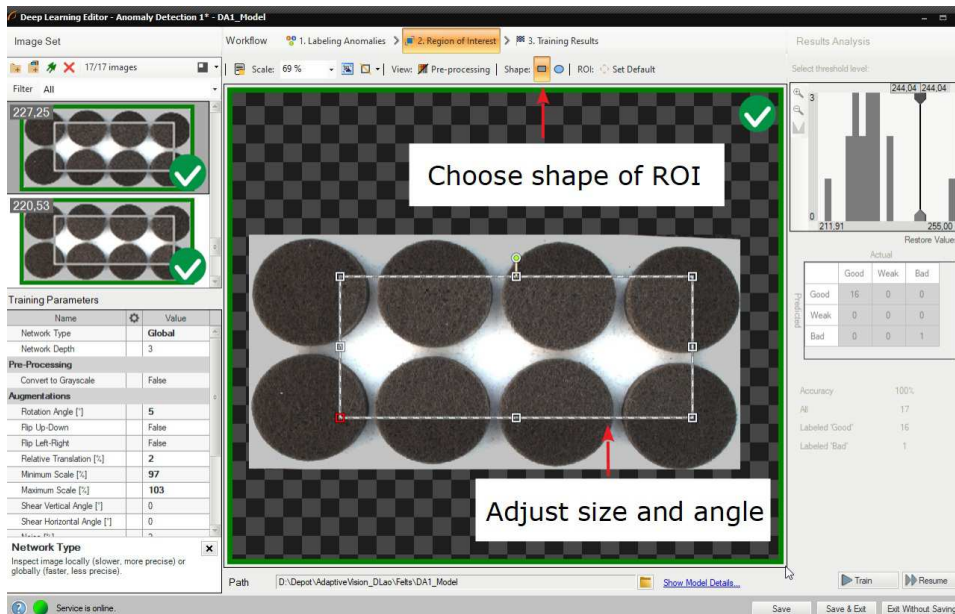 Deep Learning Editor - Anomaly Detection 1* - DA1_Model
Image Set
Workflow 1. Labeling Anomalies 2. Region of Interest 3. Training Results
Results Analysis
17/17 images
Scale: 69 % View: Pre-processing Shape: ROI: Set Default
Select threshold level:
Filter All
227,25
220,53
Choose shape of ROI
Adjust size and angle
244,04 244,04
3
0
211,91 255,00
Restore Value
Actual
Good Weak Bad
Predicted
Good 16 0 0
Weak 0 0 0
Bad 0 0 1
Accuracy 100%
All 17
Labeled 'Good' 16
Labeled 'Bad' 1
Training Parameters
Name Value
Network Type Global
Network Depth 3
Pre-Processing
Convert to Grayscale False
Augmentations
Rotation Angle [°] 5
Flip Up-Down False
Flip Left-Right False
Relative Translation [%] 2
Minimum Scale [%] 97
Maximum Scale [%] 103
Shear Vertical Angle [°] 0
Shear Horizontal Angle [°] 0
Network Type
Inspect image locally (slower,
more precise) or
globally (faster, less precise).
Path D:\Depot\AdaptiveVision_DLao\Felts\DA1_Model Show Model Details...
Train Resume
Service is online.
Save Save & Exit Exit Without Saving